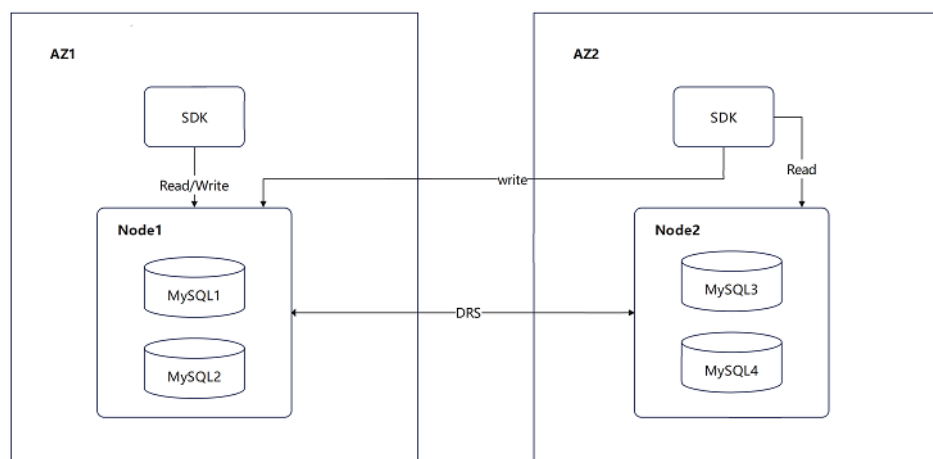 AZ1
AZ2
SDK
SDK
Read/Write
write
Read
Node1
Node2
MySQL1
MySQL3
DRS
MySQL2
MySQL4